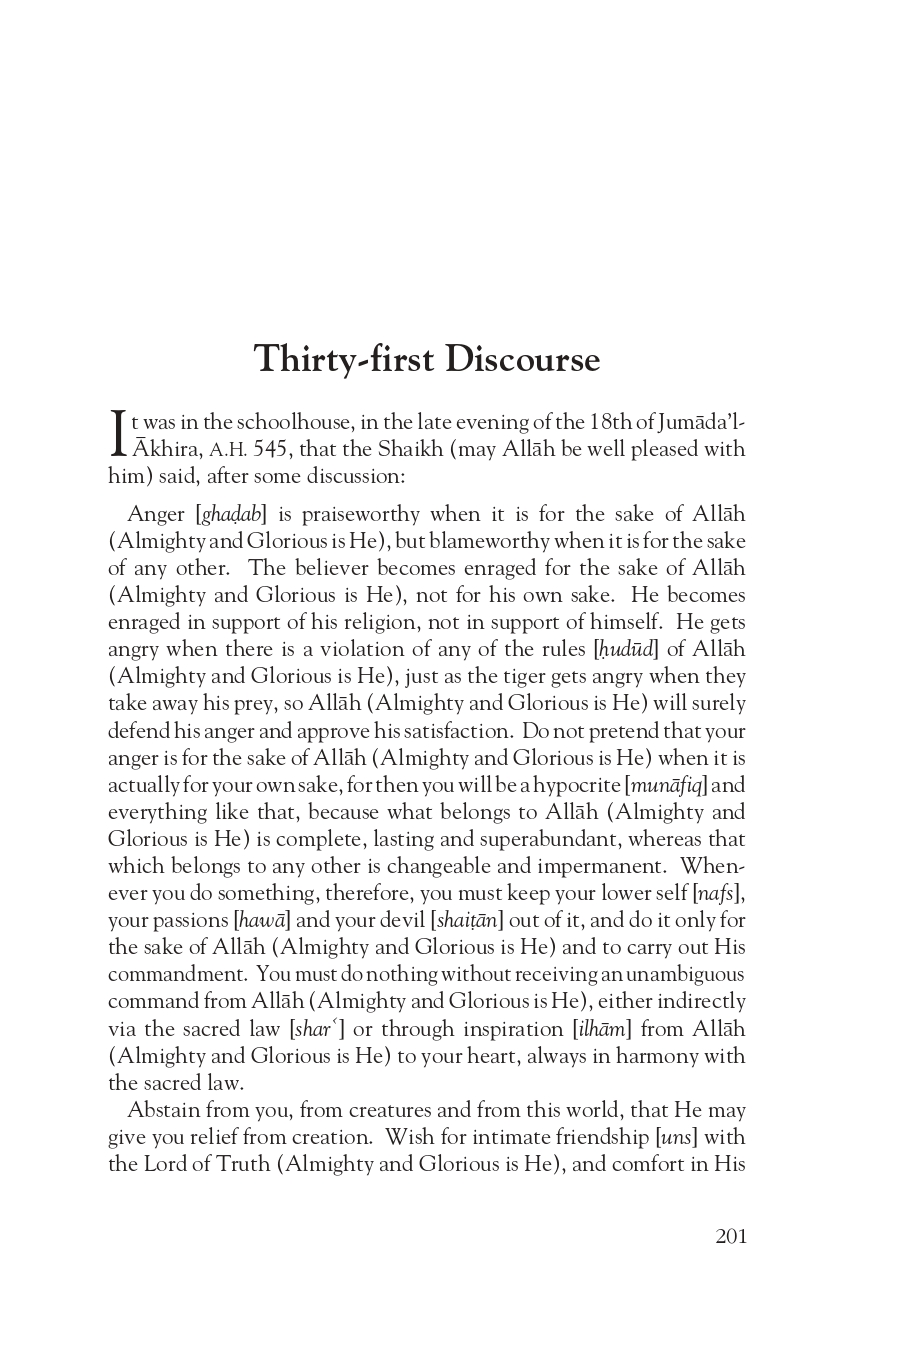 Thirty-first Discourse
It was in the schoolhouse, in the late evening of the 18th of Jumāda’l-
Ākhira, A.H. 545, that the Shaikh (may Allāh be well pleased with
him) said, after some discussion:
Anger [ghaḍab] is praiseworthy when it is for the sake of Allāh
(Almighty and Glorious is He), but blameworthy when it is for the sake
of any other. The believer becomes enraged for the sake of Allāh
(Almighty and Glorious is He), not for his own sake. He becomes
enraged in support of his religion, not in support of himself. He gets
angry when there is a violation of any of the rules [ḥudūd] of Allāh
(Almighty and Glorious is He), just as the tiger gets angry when they
take away his prey, so Allāh (Almighty and Glorious is He) will surely
defend his anger and approve his satisfaction. Do not pretend that your
anger is for the sake of Allāh (Almighty and Glorious is He) when it is
actually for your own sake, for then you will be a hypocrite [munāfiq] and
everything like that, because what belongs to Allāh (Almighty and
Glorious is He) is complete, lasting and superabundant, whereas that
which belongs to any other is changeable and impermanent. When-
ever you do something, therefore, you must keep your lower self [nafs],
your passions [hawā] and your devil [shaiṭān] out of it, and do it only for
the sake of Allāh (Almighty and Glorious is He) and to carry out His
commandment. You must do nothing without receiving an unambiguous
command from Allāh (Almighty and Glorious is He), either indirectly
via the sacred law [sharʿ] or through inspiration [ilhām] from Allāh
(Almighty and Glorious is He) to your heart, always in harmony with
the sacred law.
Abstain from you, from creatures and from this world, that He may
give you relief from creation. Wish for intimate friendship [uns] with
the Lord of Truth (Almighty and Glorious is He), and comfort in His
201